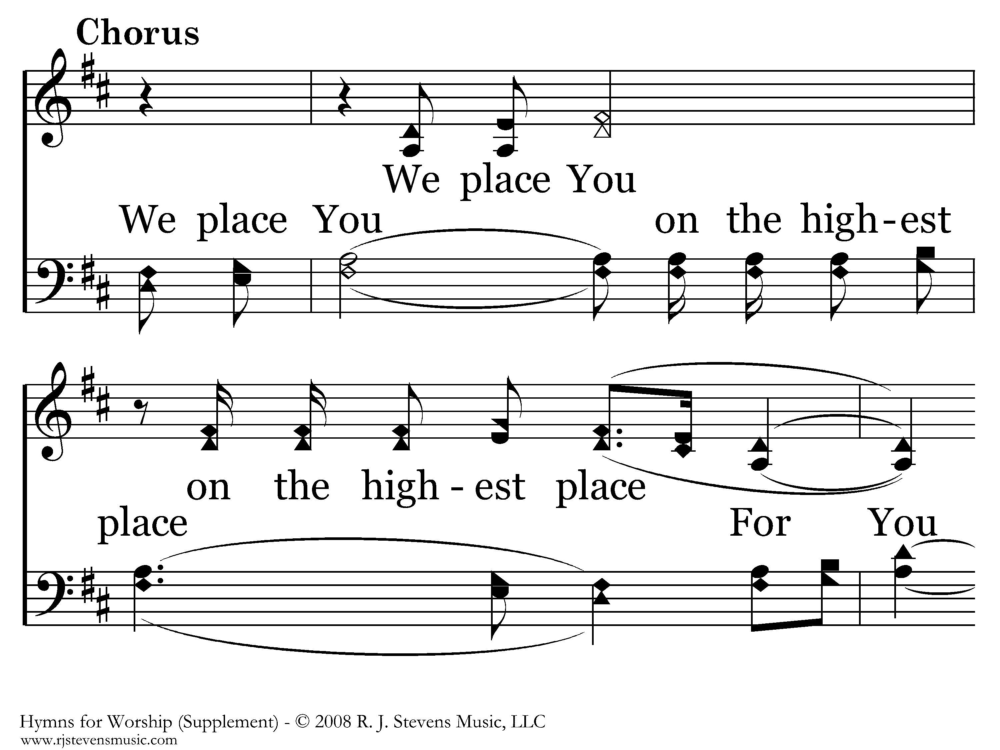 Chorus
We place You
We place You on the high-est
on the high - est place
place For You
Hymns for Worship (Supplement) - © 2008 R. J. Stevens Music, LLC
www.rjstevensmusic.com